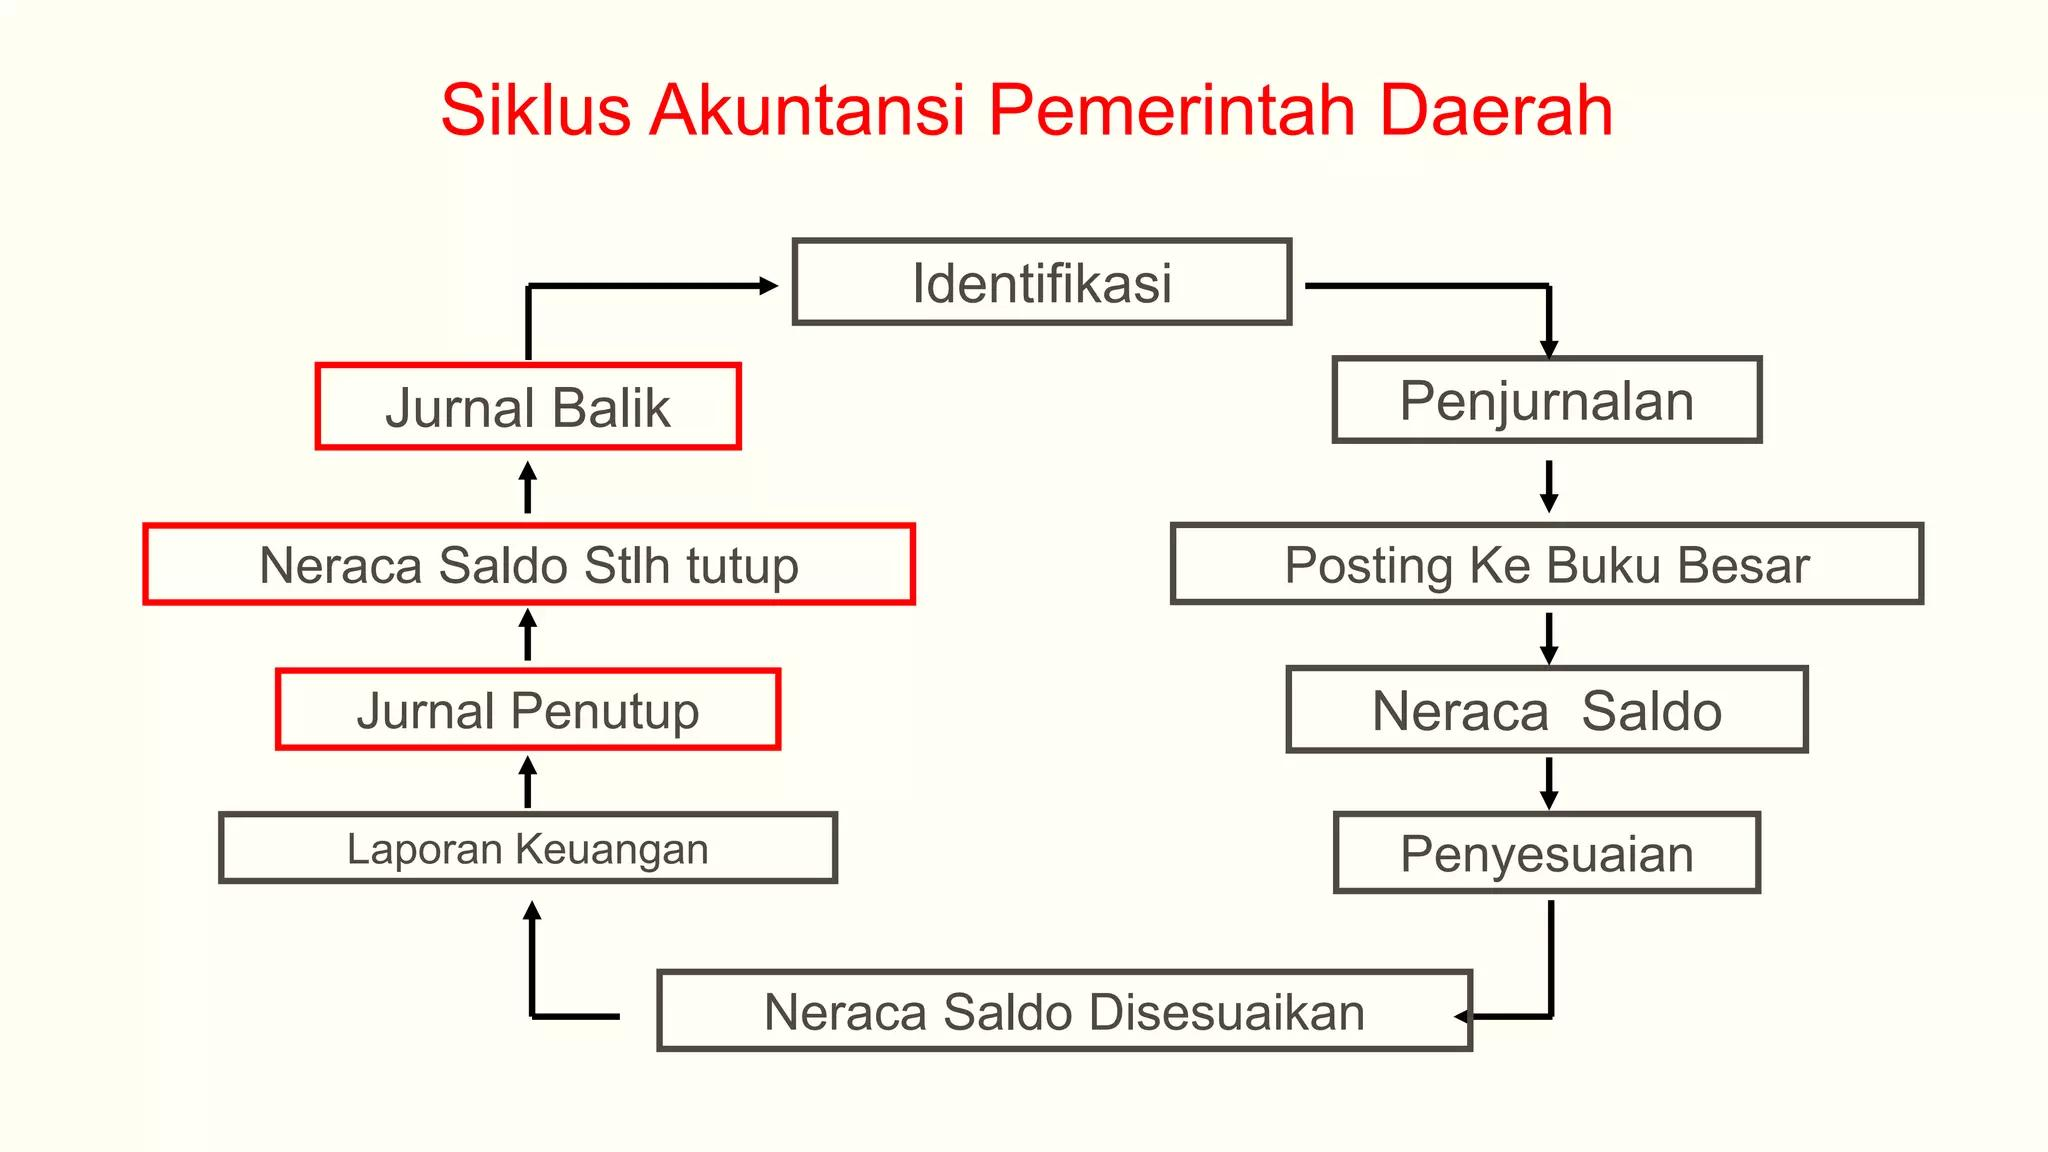 Siklus Akuntansi Pemerintah Daerah
Identifikasi
Penjurnalan
Posting Ke Buku Besar
Neraca  Saldo
Penyesuaian
Neraca Saldo Disesuaikan
Laporan Keuangan
Jurnal Penutup
Neraca Saldo Stlh tutup
Jurnal Balik